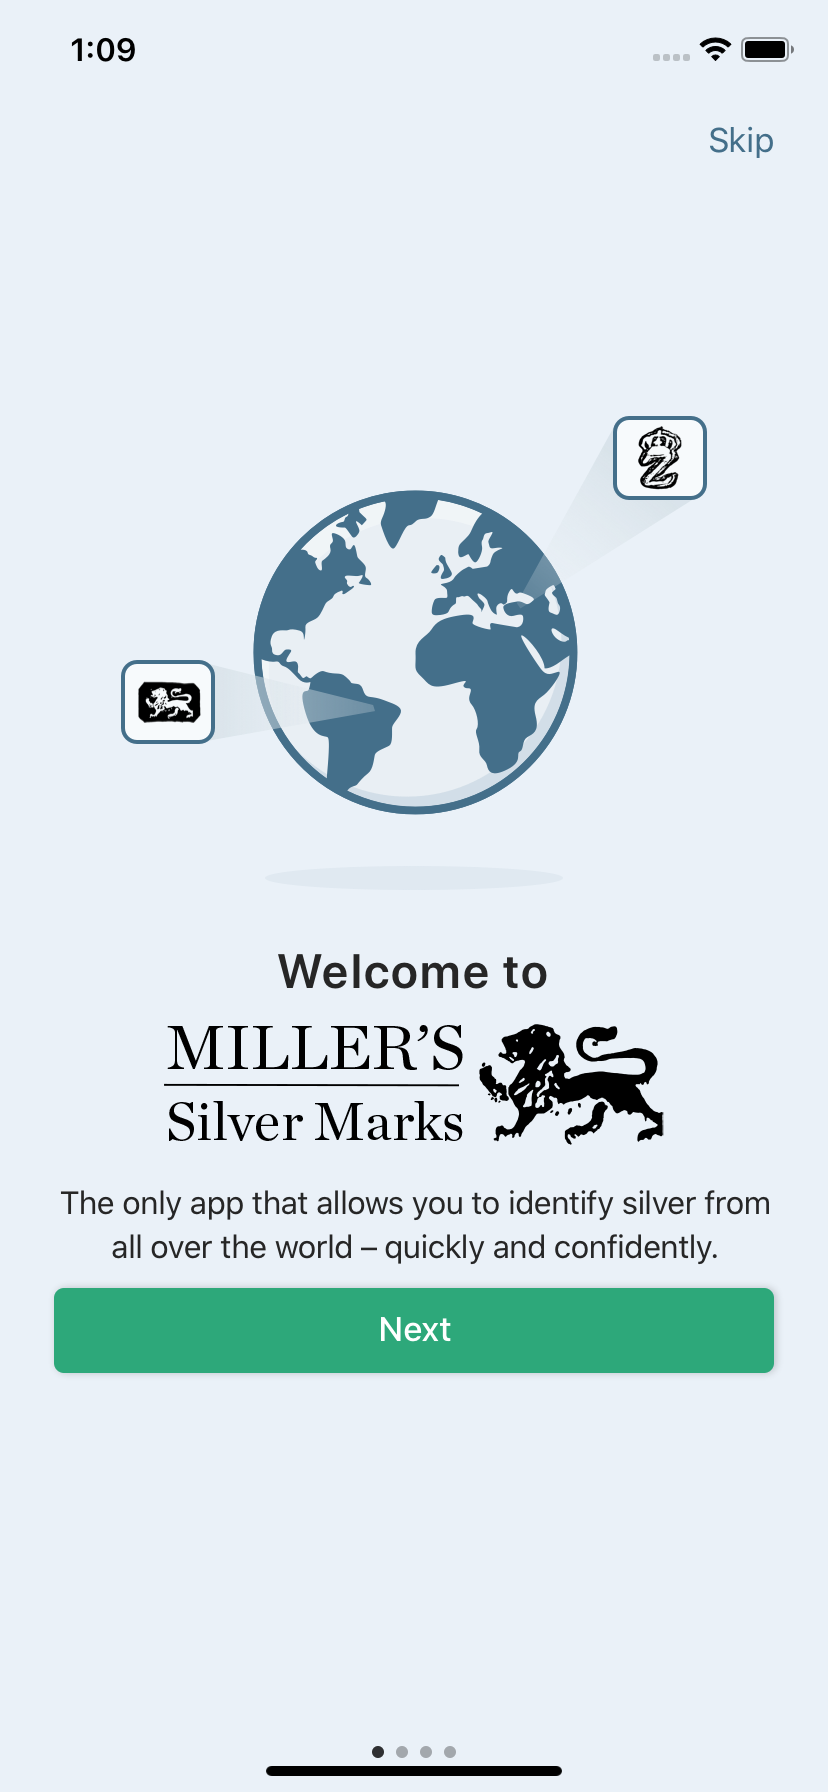 1:09
Skip
Z
Welcome to
MILLER’S
Silver Marks
The only app that allows you to identify silver from
all over the world – quickly and confidently.
Next